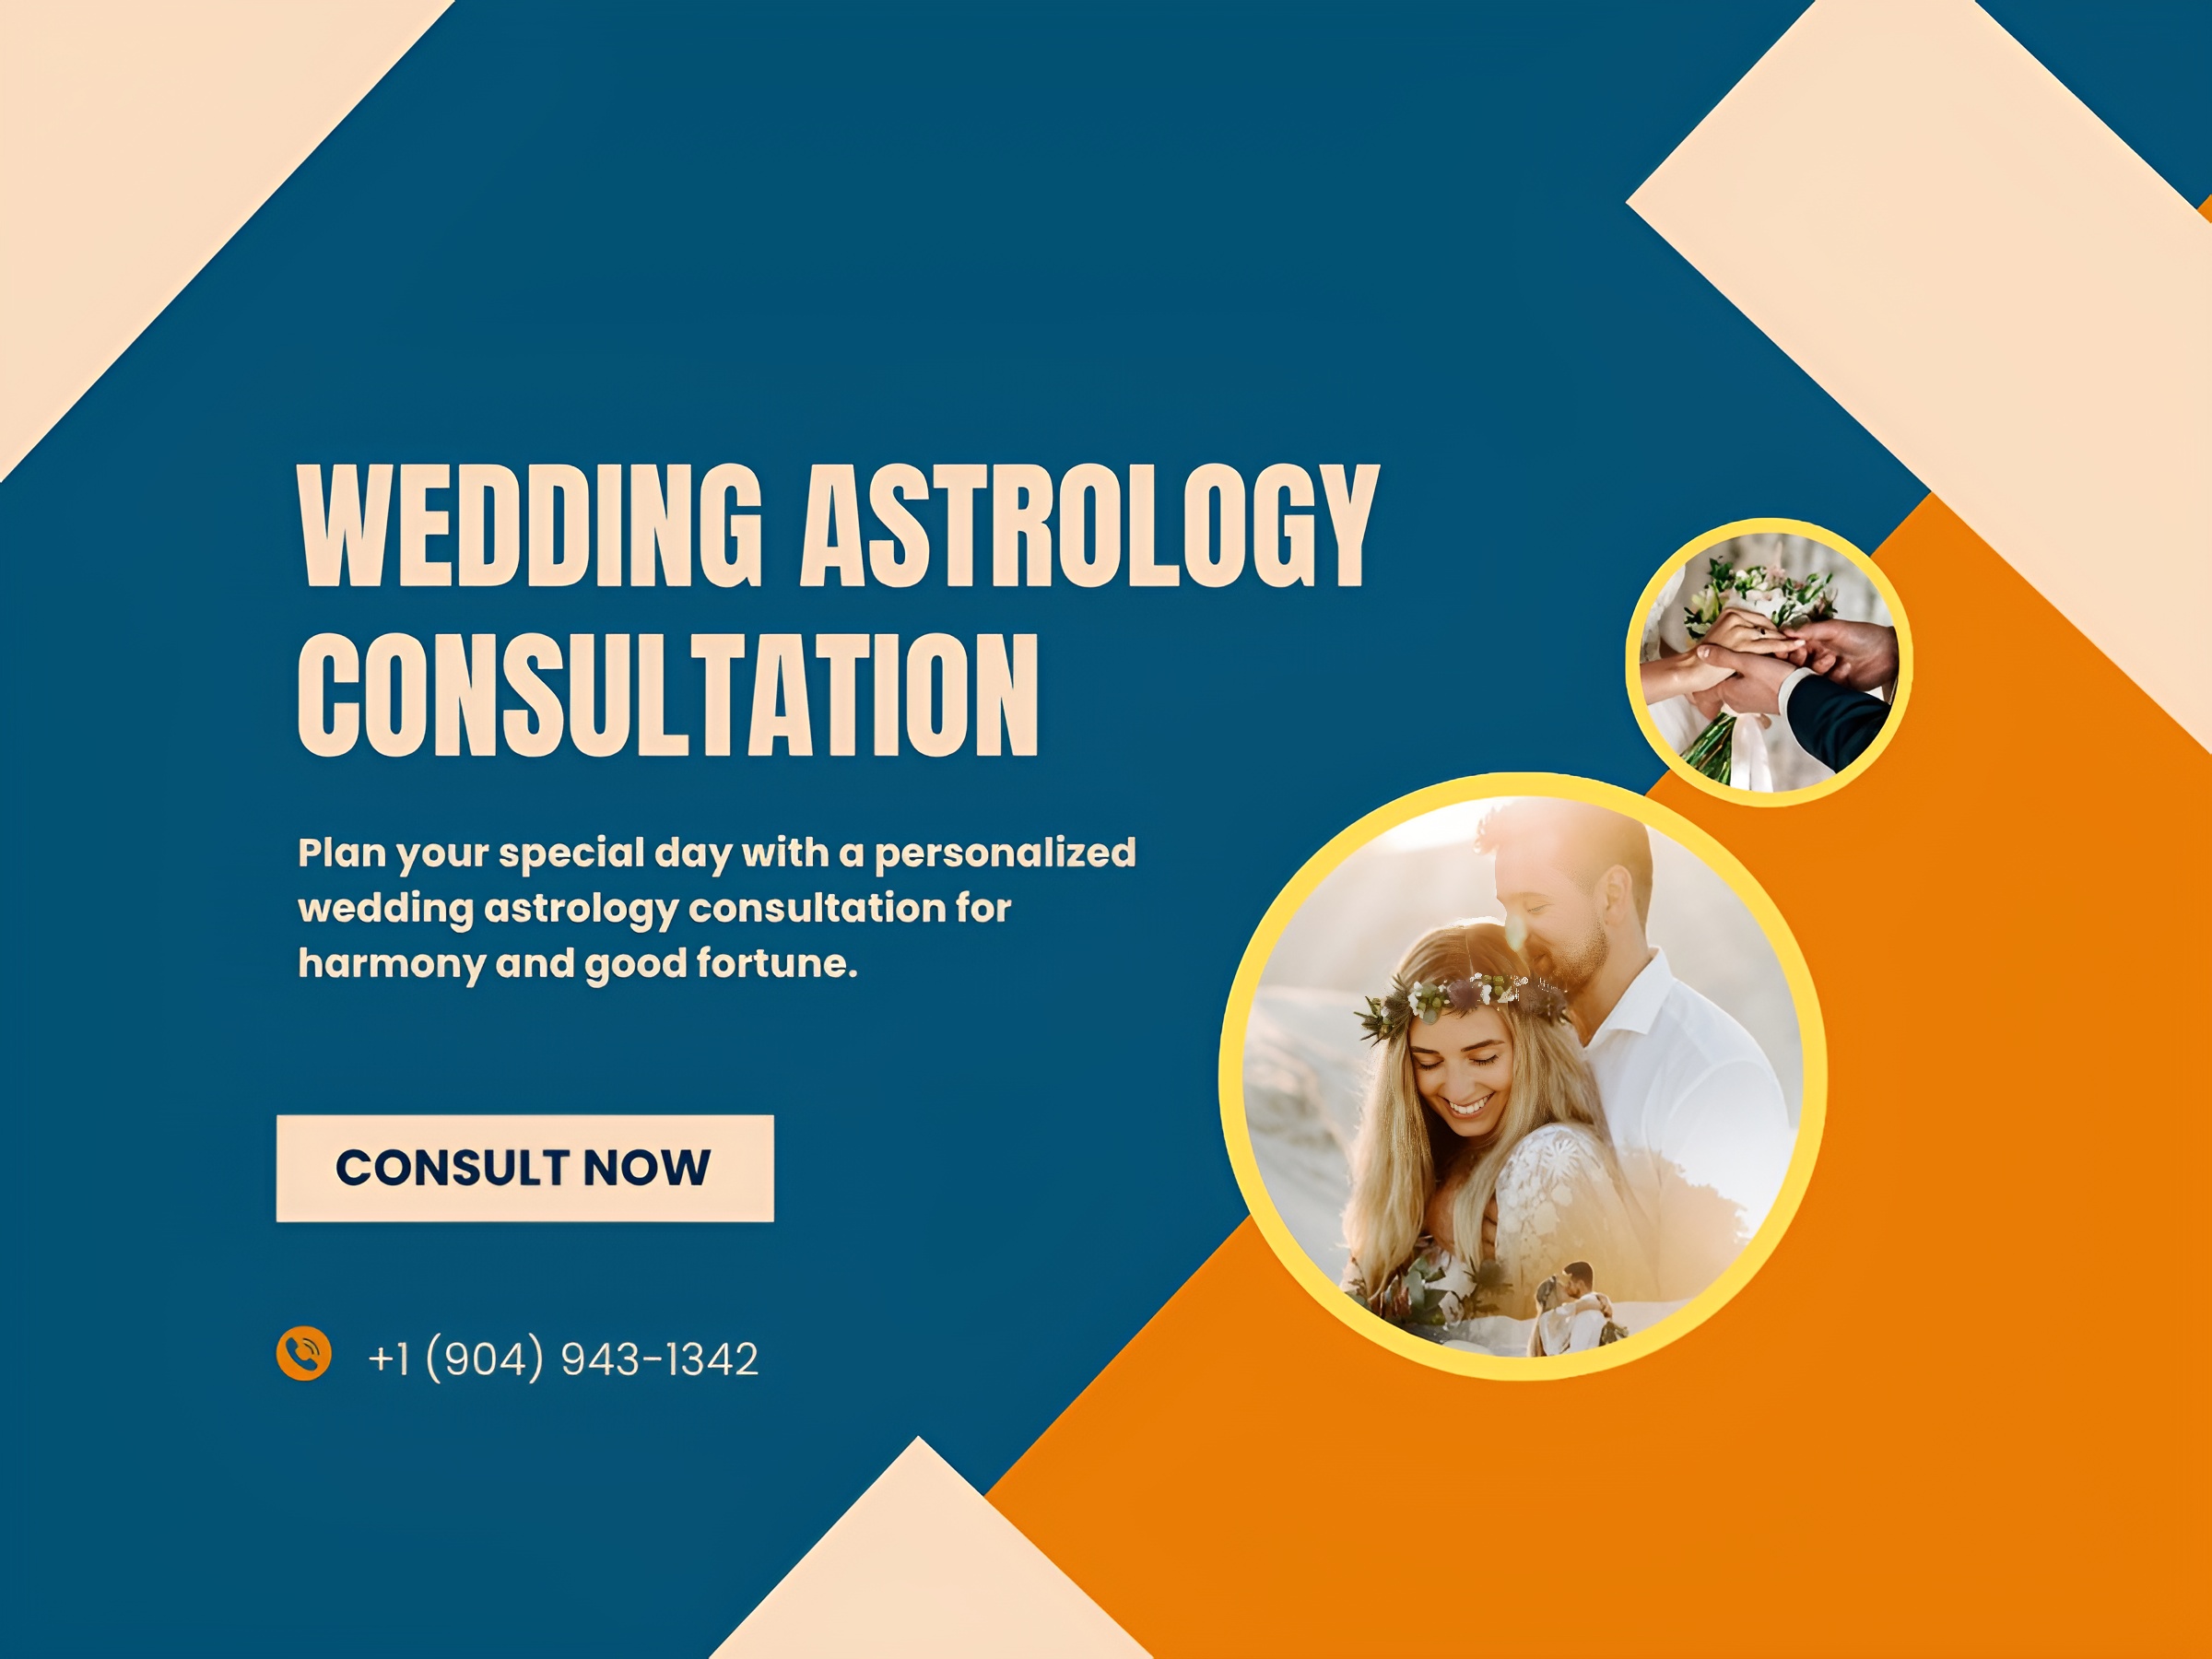 WEDDING ASTROLOGY
CONSULTATION
Plan your special day with a personalized
wedding astrology consultation for
harmony and good fortune.
CONSULT NOW
+1 (904) 943-1342